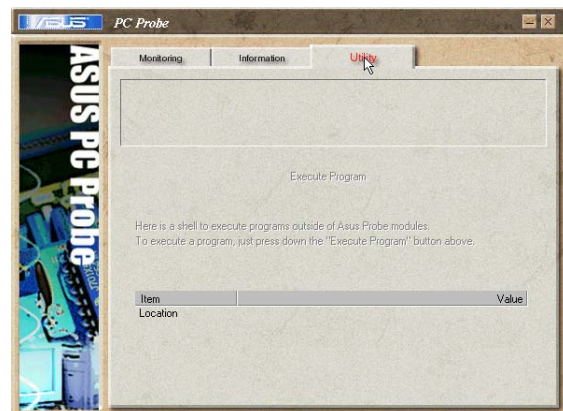 ASUS PC Probe
Monitoring Information Utility
ASUS PC Probe
Execute Program
Here is a shell to execute programs outside of Asus Probe modules.
To execute a program, just press down the "Execute Program" button above.
Item Value
Location